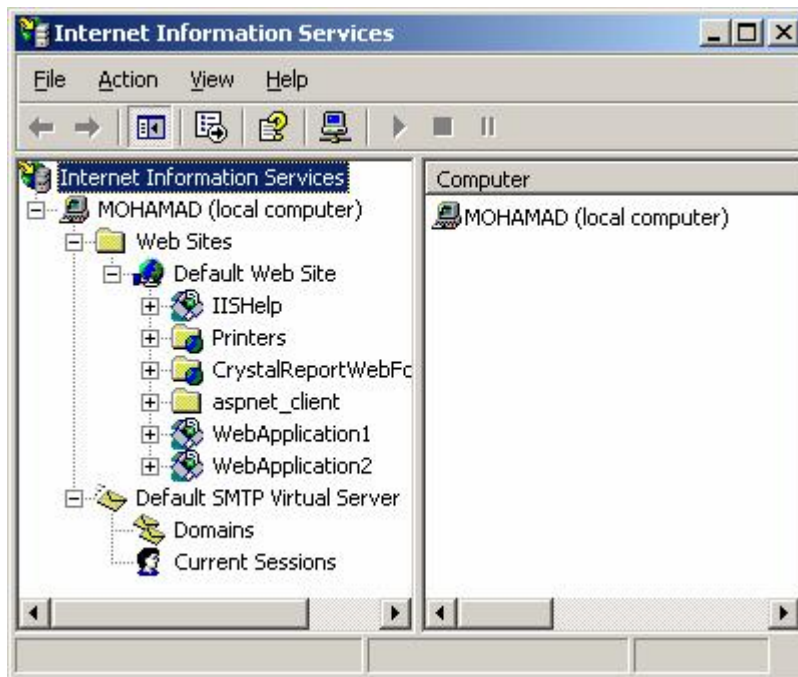 Internet Information Services
File Action View Help
Internet Information Services
MOHAMAD (local computer)
Web Sites
Default Web Site
IISHelp
Printers
CrystalReportWebFo
aspnet_client
WebApplication1
WebApplication2
Default SMTP Virtual Server
Domains
Current Sessions
Computer
MOHAMAD (local computer)